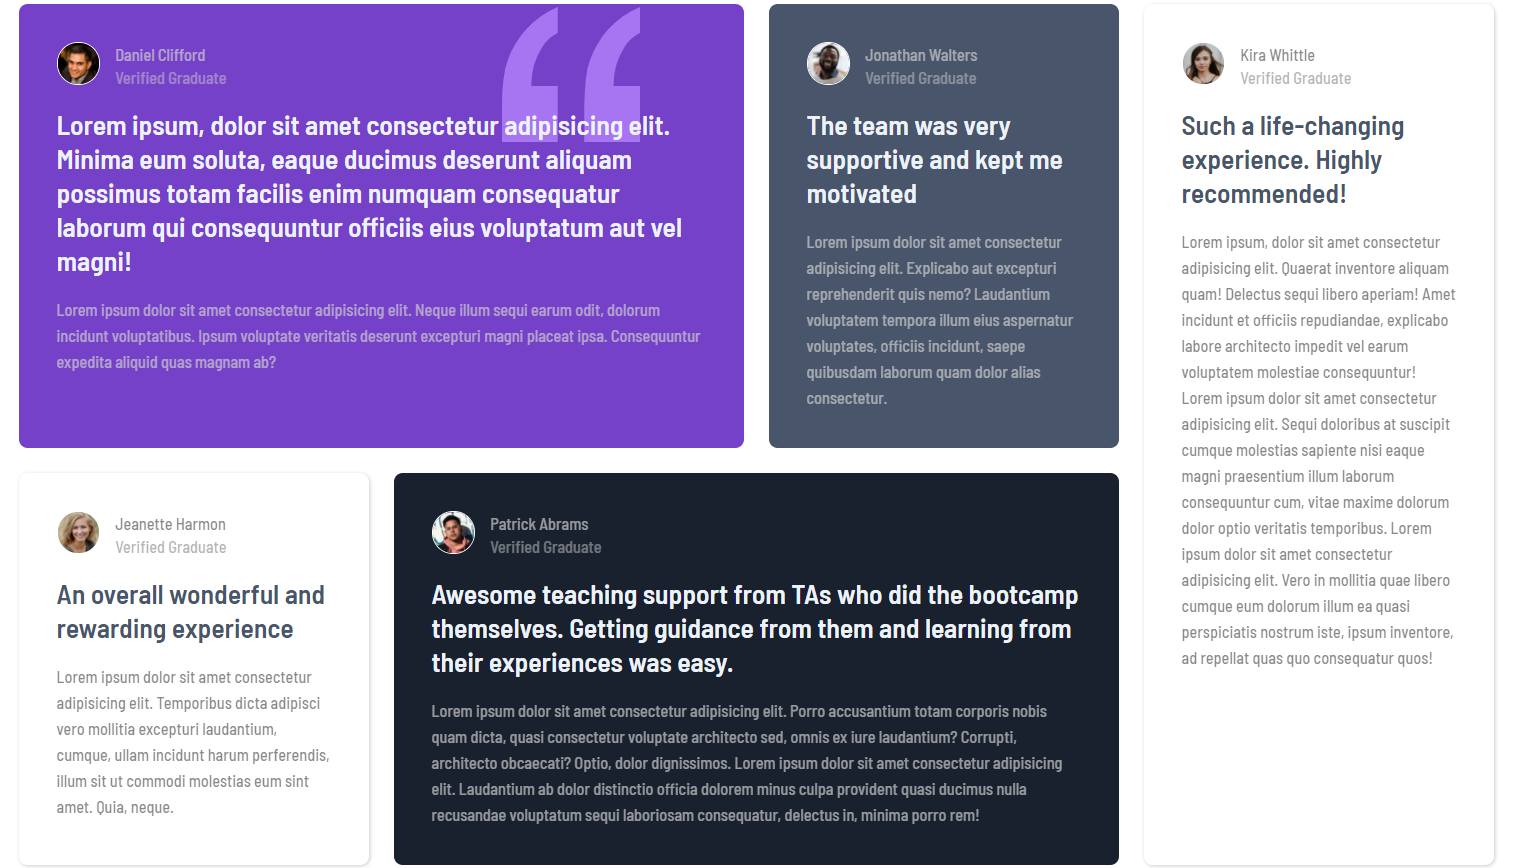 Daniel Clifford
Verified Graduate
Lorem ipsum, dolor sit amet consectetur adipisicing elit.
Minima eum soluta, eaque ducimus deserunt aliquam
possimus totam facilis enim numquam consequatur
laborum qui consequuntur officiis eius voluptatum aut vel
magni!
Lorem ipsum dolor sit amet consectetur adipisicing elit. Neque illum sequi earum odit, dolorum
incidunt voluptatibus. Ipsum voluptate veritatis deserunt excepturi magni placeat ipsa. Consequuntur
expedita aliquid quas magnam ab?
Jonathan Walters
Verified Graduate
The team was very
supportive and kept me
motivated
Lorem ipsum dolor sit amet consectetur
adipisicing elit. Explicabo aut excepturi
reprehenderit quis nemo? Laudantium
voluptatem tempora illum eius aspernatur
voluptates, officiis incidunt, saepe
quibusdam laborum quam dolor alias
consectetur.
Kira Whittle
Verified Graduate
Such a life-changing
experience. Highly
recommended!
Lorem ipsum, dolor sit amet consectetur
adipisicing elit. Quaerat inventore aliquam
quam! Delectus sequi libero aperiam! Amet
incidunt et officiis repudiandae, explicabo
labore architecto impedit vel earum
voluptatem molestiae consequuntur!
Lorem ipsum dolor sit amet consectetur
adipisicing elit. Sequi doloribus at suscipit
cumque molestias sapiente nisi eaque
magni praesentium illum laborum
consequuntur cum, vitae maxime dolorum
dolor optio veritatis temporibus. Lorem
ipsum dolor sit amet consectetur
adipisicing elit. Vero in mollitia quae libero
cumque eum dolorum illum ea quasi
perspiciatis nostrum iste, ipsum inventore,
ad repellat quas quo consequatur quos!
Jeanette Harmon
Verified Graduate
An overall wonderful and
rewarding experience
Lorem ipsum dolor sit amet consectetur
adipisicing elit. Temporibus dicta adipisci
vero mollitia excepturi laudantium,
cumque, ullam incidunt harum perferendis,
illum sit ut commodi molestias eum sint
amet. Quia, neque.
Patrick Abrams
Verified Graduate
Awesome teaching support from TAs who did the bootcamp
themselves. Getting guidance from them and learning from
their experiences was easy.
Lorem ipsum dolor sit amet consectetur adipisicing elit. Porro accusantium totam corporis nobis
quam dicta, quasi consectetur voluptate architecto sed, omnis ex iure laudantium? Corrupti,
architecto obcaecati? Optio, dolor dignissimos. Lorem ipsum dolor sit amet consectetur adipisicing
elit. Laudantium ab dolor distinctio officia dolorem minus culpa provident quasi ducimus nulla
recusandae voluptatum sequi laboriosam consequatur, delectus in, minima porro rem!